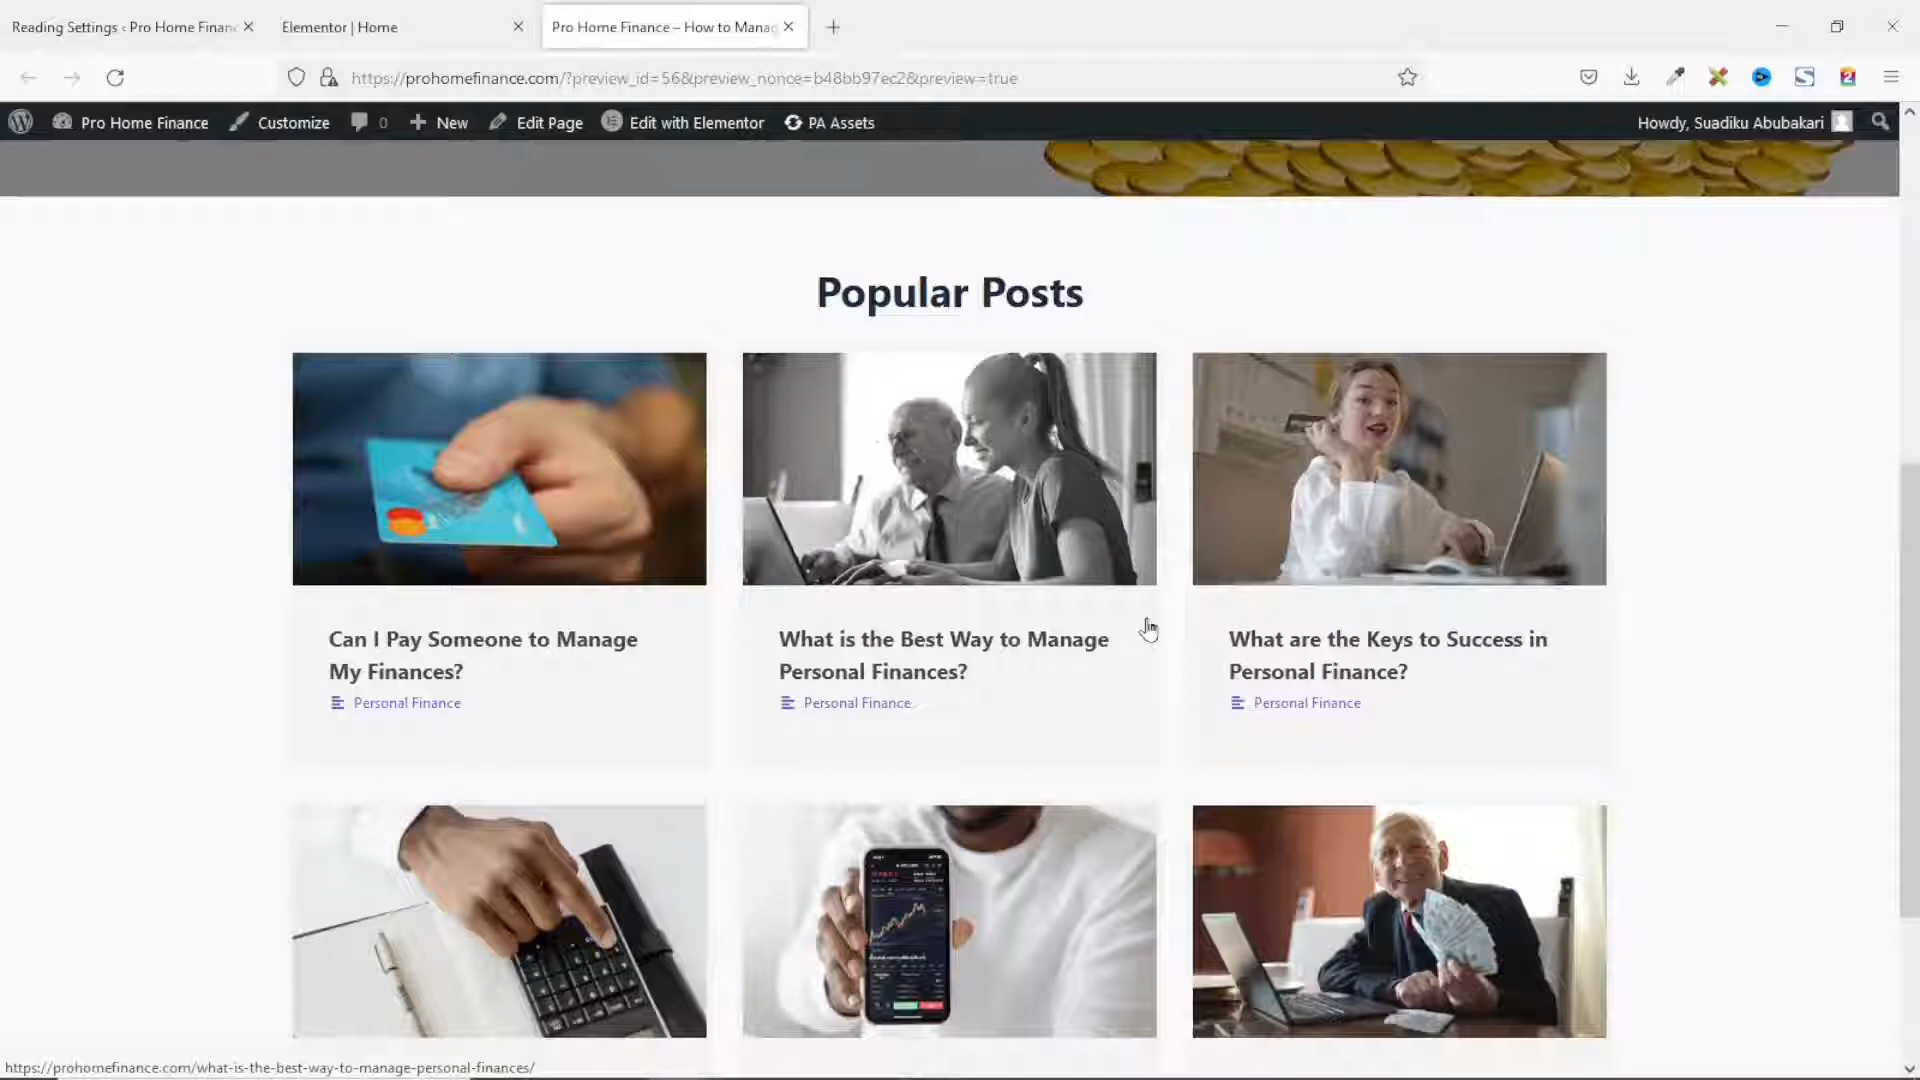 Reading Settings ‹ Pro Home Finan
Elementor | Home
Pro Home Finance – How to Manag
https://prohomefinance.com/?preview_id=56&preview_nonce=b48bb97ec2&preview=true
Pro Home Finance
Customize
0
New
Edit Page
Edit with Elementor
PA Assets
Howdy, Suadiku Abubakari
Popular Posts
Can I Pay Someone to Manage
My Finances?
Personal Finance
What is the Best Way to Manage
Personal Finances?
Personal Finance
What are the Keys to Success in
Personal Finance?
Personal Finance
https://prohomefinance.com/what-is-the-best-way-to-manage-personal-finances/